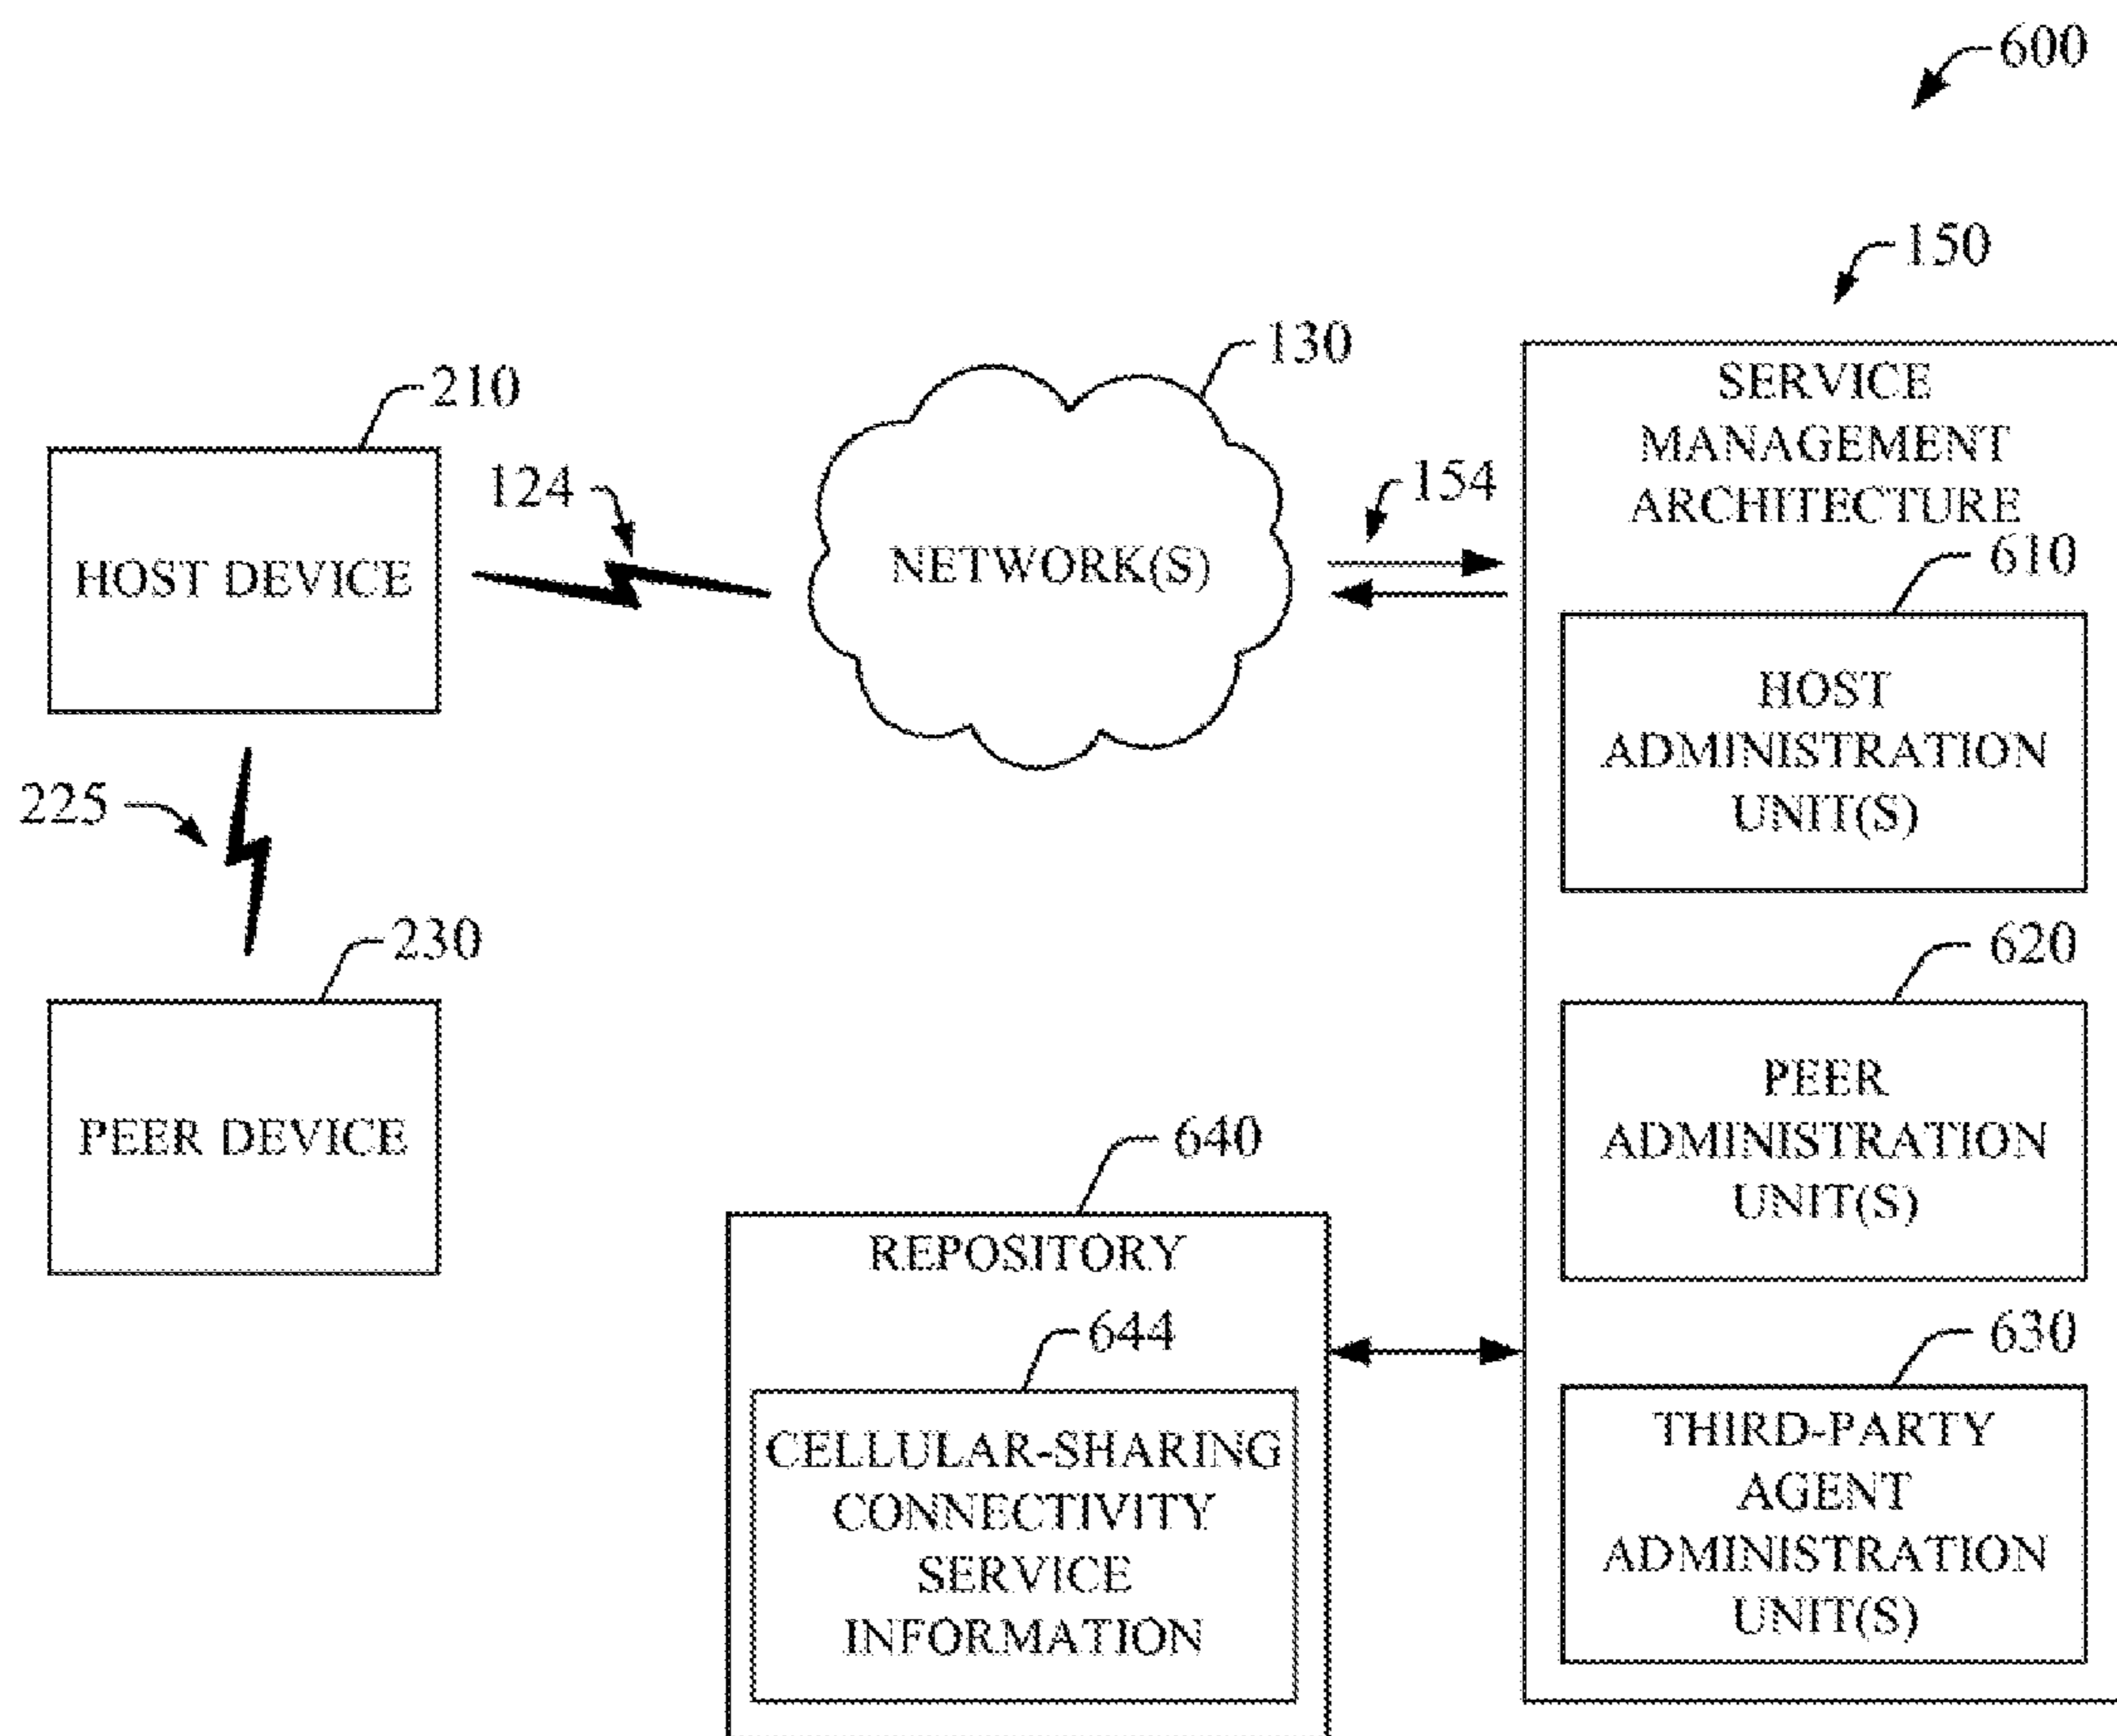 600
150
130
210
SERVICE
MANAGEMENT
ARCHITECTURE
124
154
HOST DEVICE
NETWORK(S)
610
HOST
ADMINISTRATION
UNIT(S)
225
230
620
PEER DEVICE
PEER
ADMINISTRATION
UNIT(S)
640
REPOSITORY
644
CELLULAR-SHARING
CONNECTIVITY
SERVICE
INFORMATION
630
THIRD-PARTY
AGENT
ADMINISTRATION
UNIT(S)